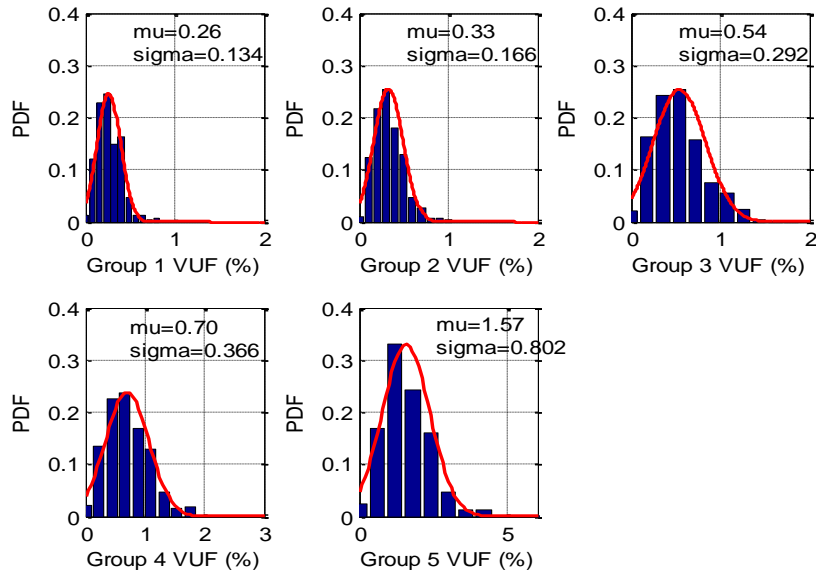 mu=0.26
sigma=0.134
PDF
0.4
0.3
0.2
0.1
0
0 1 2
Group 1 VUF (%)
mu=0.33
sigma=0.166
PDF
0.4
0.3
0.2
0.1
0
0 1 2
Group 2 VUF (%)
mu=0.54
sigma=0.292
PDF
0.4
0.3
0.2
0.1
0
0 1 2
Group 3 VUF (%)
mu=0.70
sigma=0.366
PDF
0.4
0.3
0.2
0.1
0
0 1 2 3
Group 4 VUF (%)
mu=1.57
sigma=0.802
PDF
0.4
0.3
0.2
0.1
0
0 5
Group 5 VUF (%)